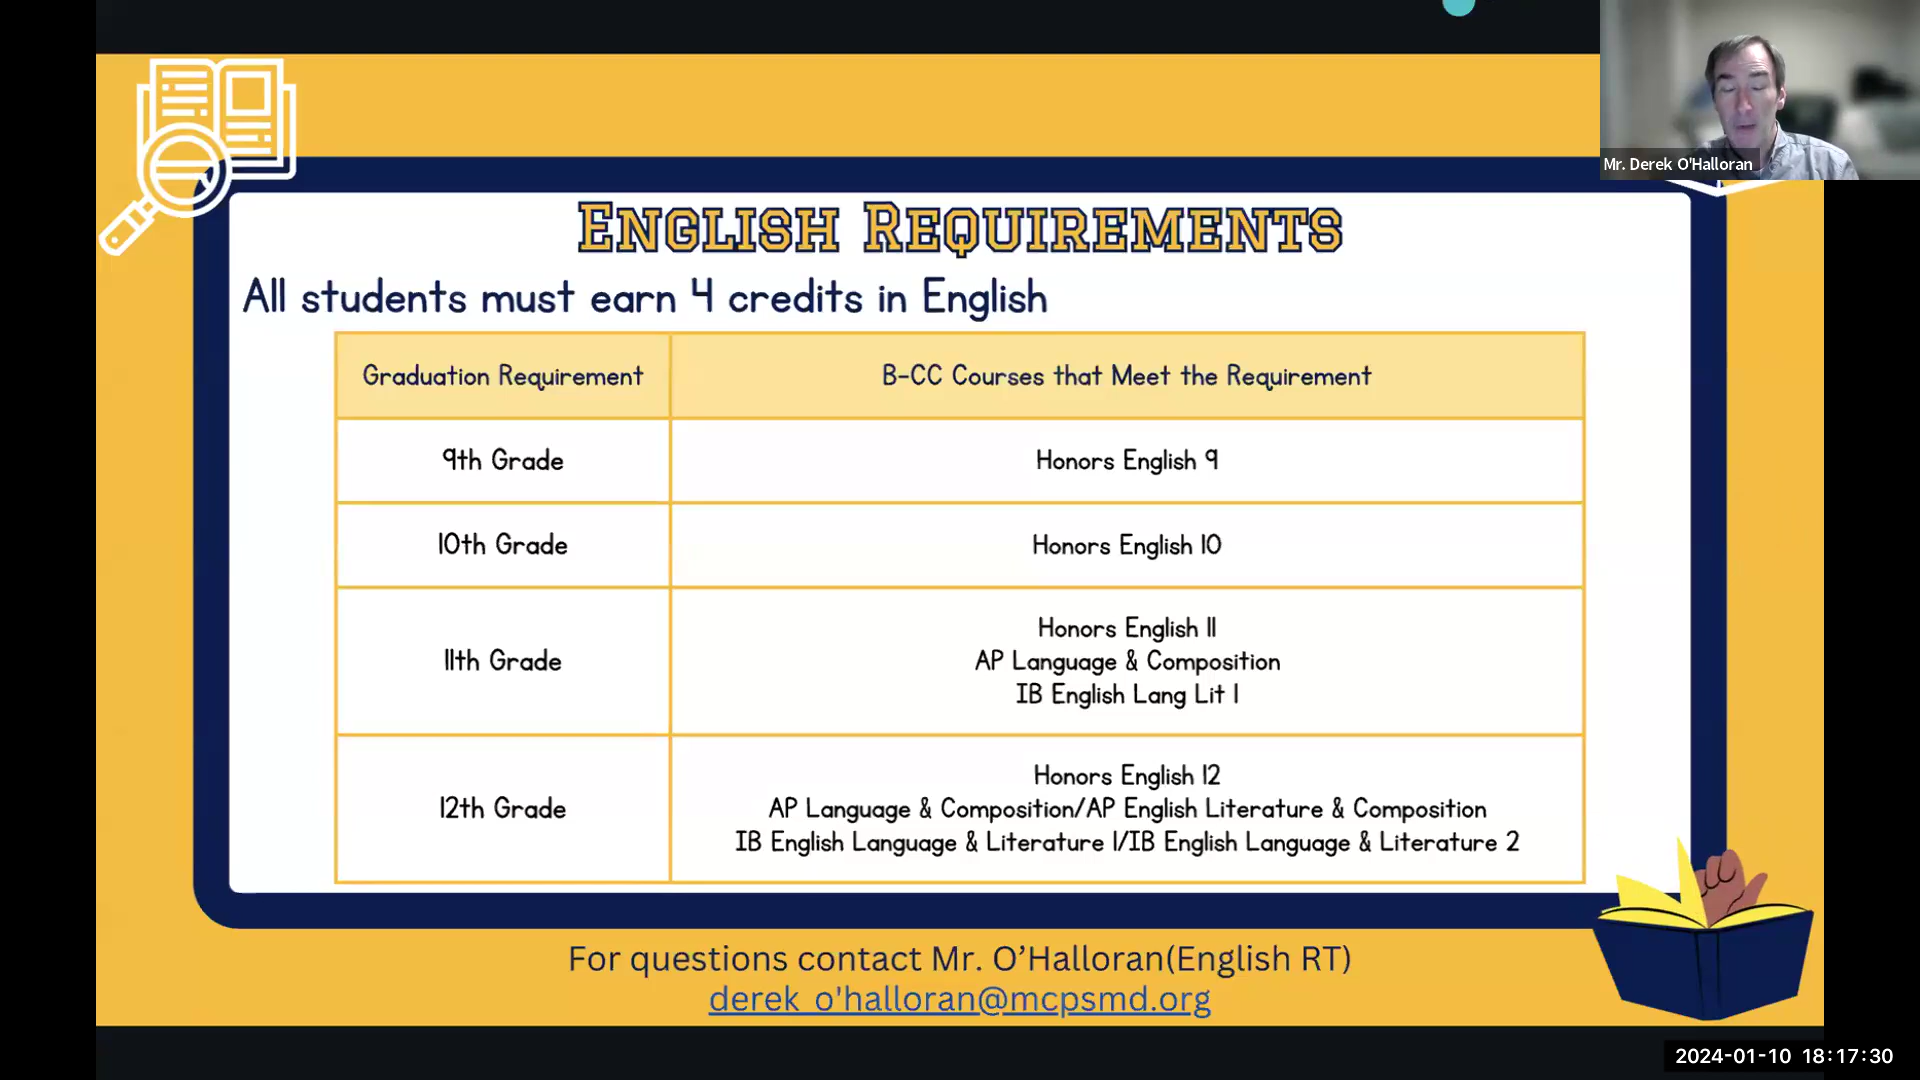 Mr. Derek O'Halloran
English Requirements
All students must earn 4 credits in English
Graduation Requirement
B-CC Courses that Meet the Requirement
9th Grade
Honors English 9
10th Grade
Honors English 10
11th Grade
Honors English 11
AP Language & Composition
IB English Lang Lit 1
12th Grade
Honors English 12
AP Language & Composition/AP English Literature & Composition
IB English Language & Literature 1/IB English Language & Literature 2
For questions contact Mr. O’Halloran(English RT)
derek_o'halloran@mcpsmd.org
2024-01-10 18:17:30